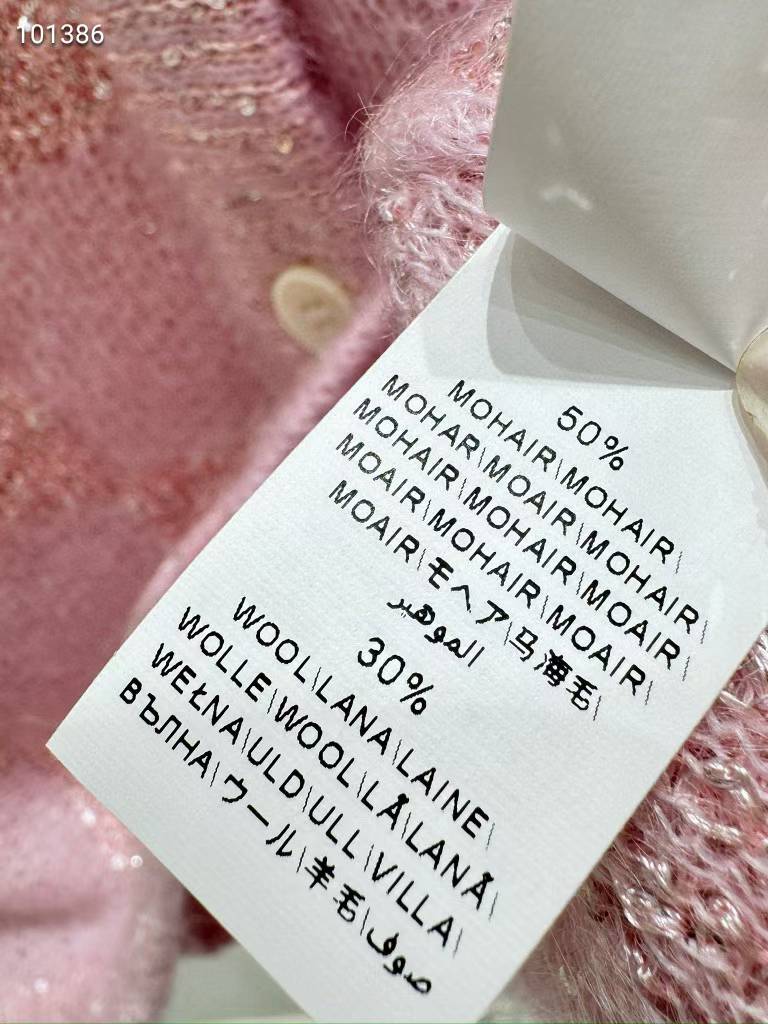 101386
50%
MOHAIR\MOHAIR\
MOHAR\MOAIR\MOHAIR\
MOHAIR\MOHAIR\MOAIR\
MOAIR\MOHAIR\MOAIR\
MOAIR\モヘア\马海毛\
الموهير
30%
WOOL\LANA\LAINE\
WOLLE\WOOL\LÅ\LANĂ\
WEŁNA\ULD\ULL\VILLA\
ВЪЛНА\ウール\羊毛\صوف